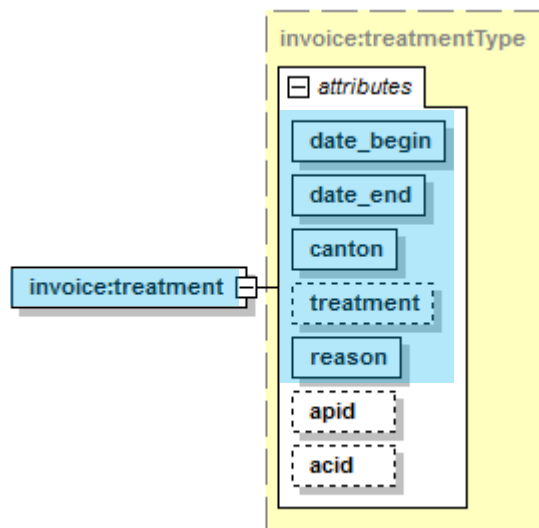 invoice:treatmentType
attributes
date_begin
date_end
canton
invoice:treatment
treatment
reason
apid
acid